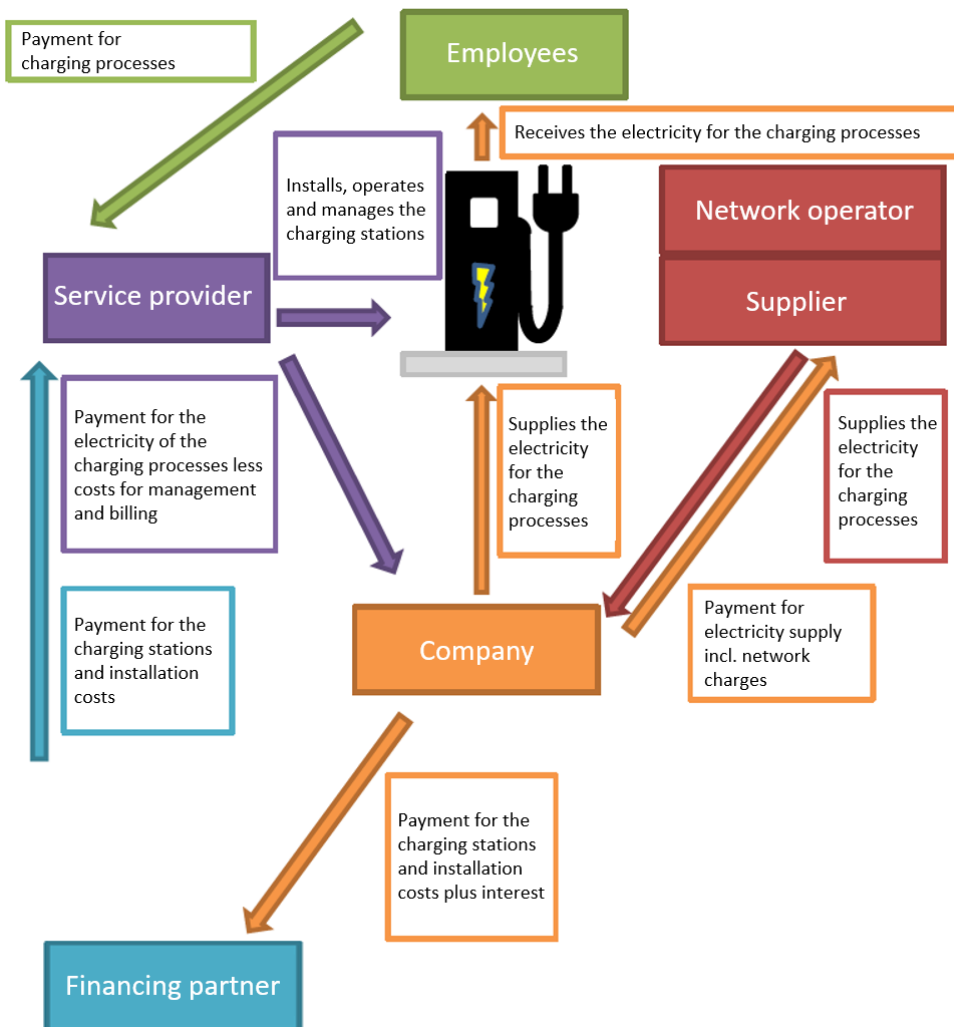 Payment for
charging processes
Employees
Receives the electricity for the charging processes
Installs, operates
and manages the
charging stations
Network operator
Service provider
Supplier
Payment for the
electricity of the
charging processes less
costs for management
and billing
Supplies the
electricity
for the
charging
processes
Supplies the
electricity
for the
charging
processes
Payment for the
charging stations
and installation
costs
Company
Payment for
electricity supply
incl. network
charges
Payment for the
charging stations
and installation
costs plus interest
Financing partner